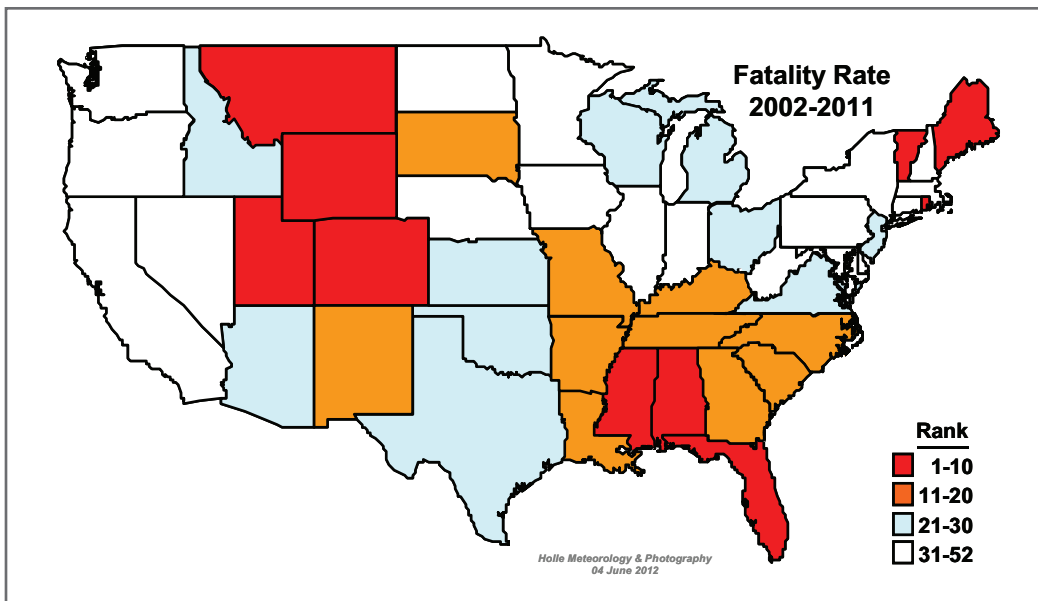 Fatality Rate
2002-2011
Rank
1-10
11-20
21-30
31-52
Holle Meteorology & Photography
04 June 2012